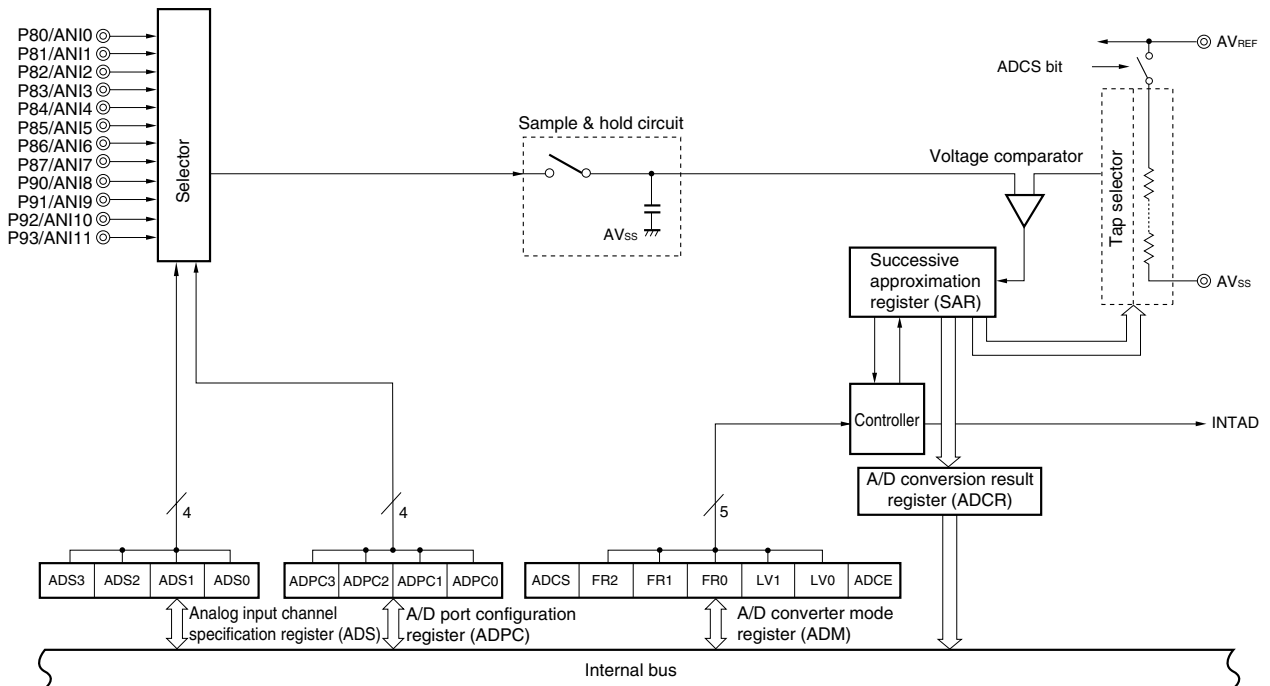 P80/ANI0
P81/ANI1
P82/ANI2
P83/ANI3
P84/ANI4
P85/ANI5
P86/ANI6
P87/ANI7
P90/ANI8
P91/ANI9
P92/ANI10
P93/ANI11
Selector
Sample & hold circuit
AVSS
Voltage comparator
ADCS bit
AVREF
Tap selector
AVSS
Successive
approximation
register (SAR)
Controller
INTAD
A/D conversion result
register (ADCR)
4
4
5
ADS3 ADS2 ADS1 ADS0
ADPC3 ADPC2 ADPC1 ADPC0
ADCS FR2 FR1 FR0 LV1 LV0 ADCE
Analog input channel
specification register (ADS)
A/D port configuration
register (ADPC)
A/D converter mode
register (ADM)
Internal bus